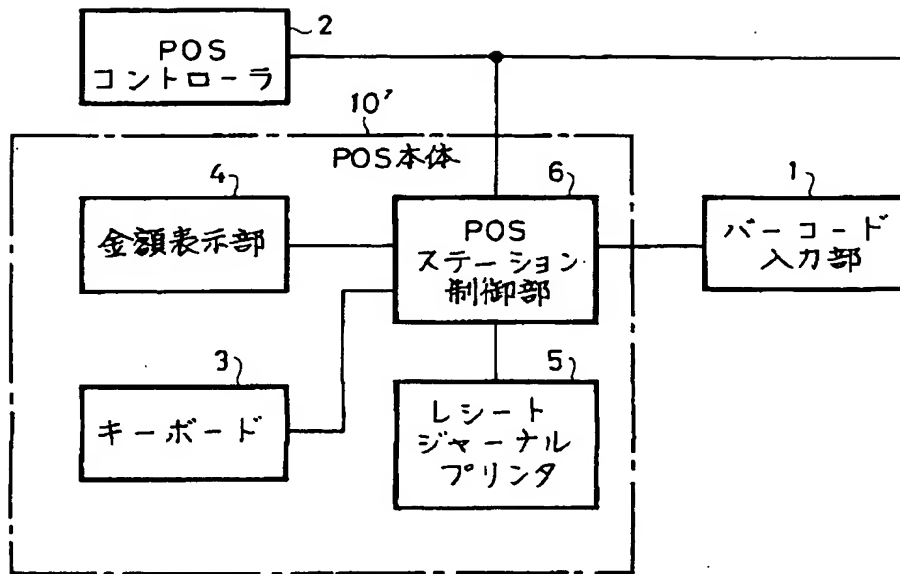 2
POS
コントローラ
10'
POS本体
4
金額表示部
6
POS
ステーション
制御部
1
バーコード
入力部
3
キーボード
5
レシート
ジャーナル
プリンタ